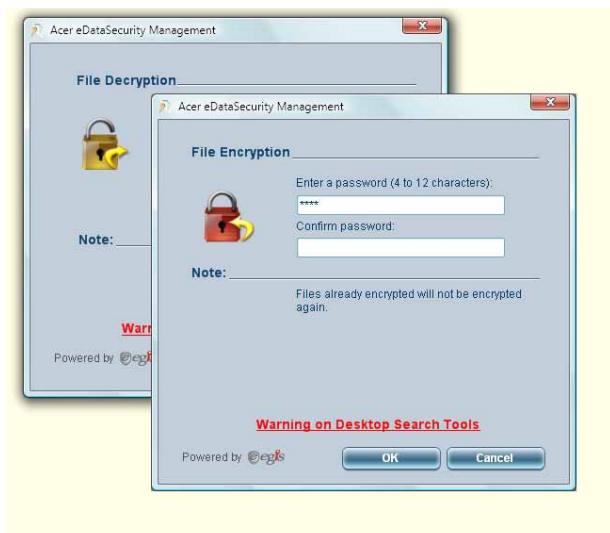 Acer eDataSecurity Management
File Decryption
Note:
Powered by
Acer eDataSecurity Management
File Encryption
Enter a password (4 to 12 characters):
****
Confirm password:
Note:
Files already encrypted will not be encrypted
again.
Warning on Desktop Search Tools
Powered by egis
OK
Cancel